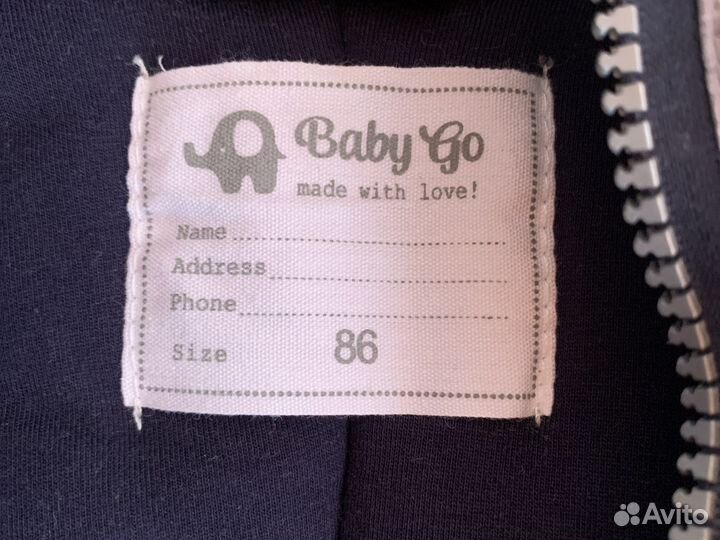 Baby Go
made with love!
Name
Address
Phone
Size 86
Avito